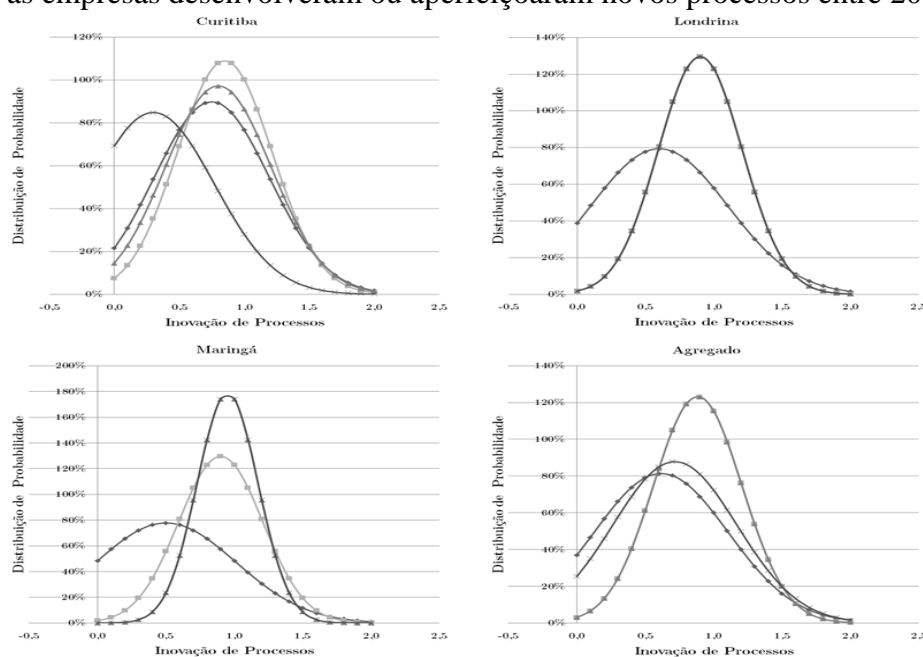 as empresas desenvolveram ou aperfeiçoaram novos processos entre 20
Curitiba
120%
100%
80%
60%
40%
20%
0%
-0,5 0,0 0,5 1,0 1,5 2,0 2,5
Distribuição de Probabilidade
Inovação de Processos
Londrina
140%
120%
100%
80%
60%
40%
20%
0%
-0,5 0,0 0,5 1,0 1,5 2,0 2,5
Distribuição de Probabilidade
Inovação de Processos
Maringá
200%
180%
160%
140%
120%
100%
80%
60%
40%
20%
0%
-0,5 0,0 0,5 1,0 1,5 2,0 2,5
Distribuição de Probabilidade
Inovação de Processos
Agregado
140%
120%
100%
80%
60%
40%
20%
0%
-0,5 0,0 0,5 1,0 1,5 2,0 2,5
Distribuição de Probabilidade
Inovação de Processos